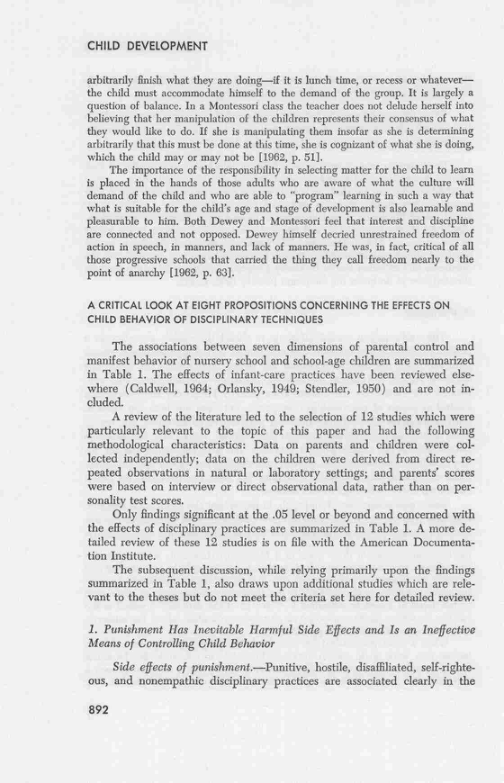 CHILD DEVELOPMENT
arbitrarily finish what they are doing—if it is lunch time, or recess or whatever—
the child must accommodate himself to the demand of the group. It is largely a
question of balance. In a Montessori class the teacher does not delude herself into
believing that her manipulation of the children represents their consensus of what
they would like to do. If she is manipulating them insofar as she is determining
arbitrarily that this must be done at this time, she is cognizant of what she is doing,
which the child may or may not be [1962, p. 51].
The importance of the responsibility in selecting matter for the child to learn
is placed in the hands of those adults who are aware of what the culture will
demand of the child and who are able to "program" learning in such a way that
what is suitable for the child's age and stage of development is also learnable and
pleasurable to him. Both Dewey and Montessori feel that interest and discipline
are connected and not opposed. Dewey himself decried unrestrained freedom of
action in speech, in manners, and lack of manners. He was, in fact, critical of all
those progressive schools that carried the thing they call freedom nearly to the
point of anarchy [1962, p. 63].
A CRITICAL LOOK AT EIGHT PROPOSITIONS CONCERNING THE EFFECTS ON
CHILD BEHAVIOR OF DISCIPLINARY TECHNIQUES
The associations between seven dimensions of parental control and
manifest behavior of nursery school and school-age children are summarized
in Table 1. The effects of infant-care practices have been reviewed else-
where (Caldwell, 1964; Orlansky, 1949; Stendler, 1950) and are not in-
cluded.
A review of the literature led to the selection of 12 studies which were
particularly relevant to the topic of this paper and had the following
methodological characteristics: Data on parents and children were col-
lected independently; data on the children were derived from direct re-
peated observations in natural or laboratory settings; and parents' scores
were based on interview or direct observational data, rather than on per-
sonality test scores.
Only findings significant at the .05 level or beyond and concerned with
the effects of disciplinary practices are summarized in Table 1. A more de-
tailed review of these 12 studies is on file with the American Documenta-
tion Institute.
The subsequent discussion, while relying primarily upon the findings
summarized in Table 1, also draws upon additional studies which are rele-
vant to the theses but do not meet the criteria set here for detailed review.
1. Punishment Has Inevitable Harmful Side Effects and Is an Ineffective
Means of Controlling Child Behavior
Side effects of punishment.—Punitive, hostile, disaffiliated, self-righte-
ous, and nonempathic disciplinary practices are associated clearly in the
892